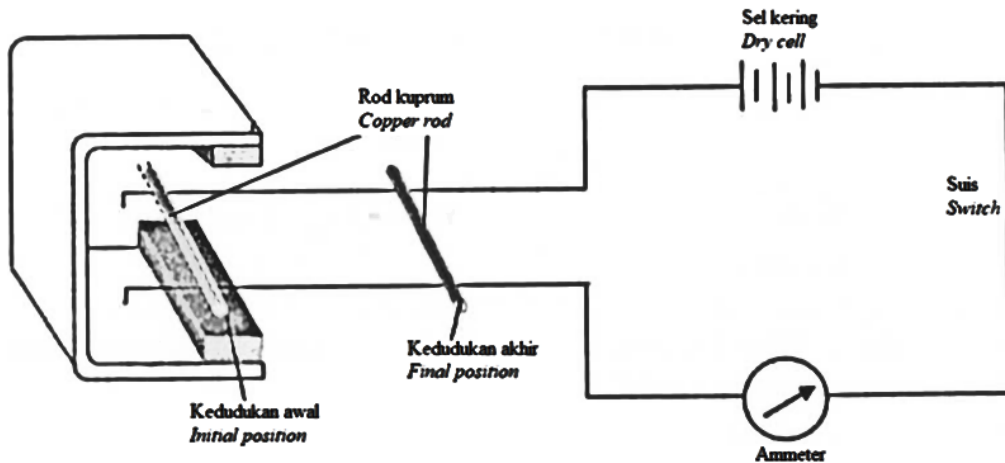 Sel kering
Dry cell
Rod kuprum
Copper rod
Suis
Switch
Kedudukan akhir
Final position
Kedudukan awal
Initial position
Ammeter